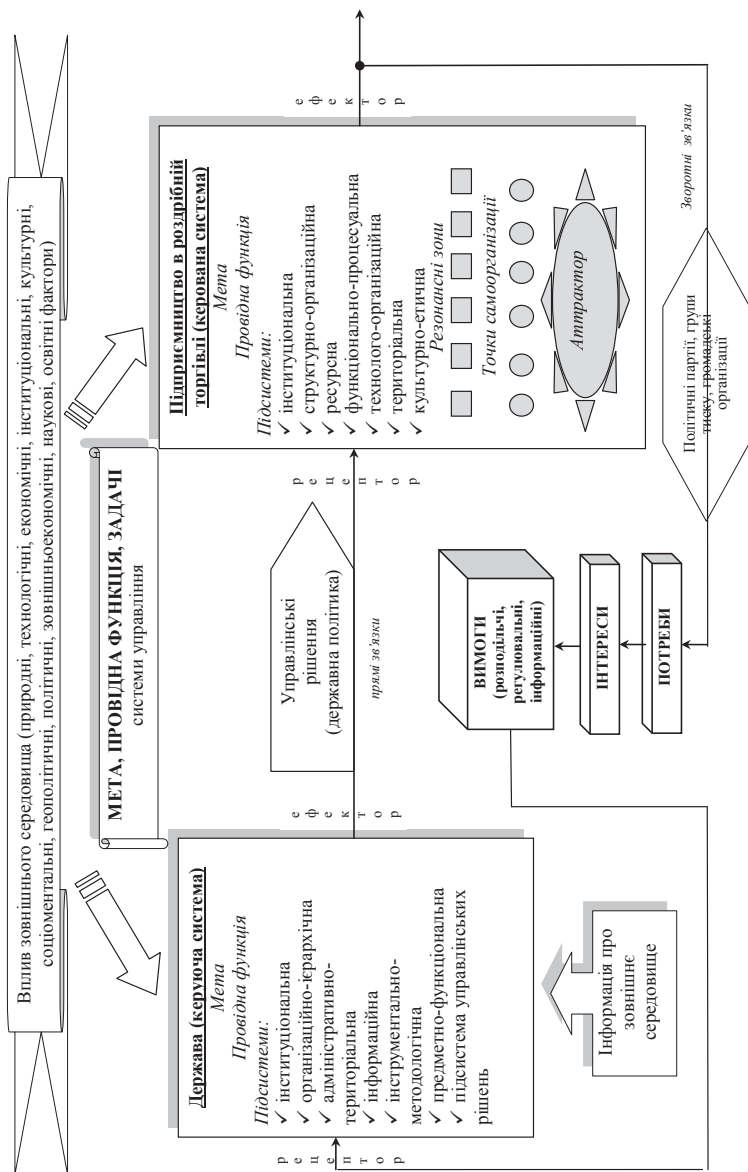 Вплив зовнішнього середовища (природні, технологічні, економічні, інституціональні, культурні,
соціоментальні, геополітичні, політичні, зовнішньоекономічні, наукові, освітні фактори)
МЕТА, ПРОВІДНА ФУНКЦІЯ, ЗАДАЧІ
системи управління
рецептор
Держава (керуюча система)
Мета
Провідна функція
Підсистеми:
✓ інституціональна
✓ організаційно-ієрархічна
✓ адміністративно-
територіальна
✓ інформаційна
✓ інструментально-
методологічна
✓ предметно-функціональна
✓ підсистема управлінських
рішень
ефектор
Управлінські
рішення
(державна політика)
прямі зв'язки
рецептор
Підприємництво в роздрібній
торгівлі (керована система)
Мета
Провідна функція
Підсистеми:
✓ інституціональна
✓ структурно-організаційна
✓ ресурсна
✓ функціонально-процесуальна
✓ технолого-організаційна
✓ територіальна
✓ культурно-етична
Резонансні зони
Точки самоорганізації
Аттрактор
ефектор
Зворотні зв'язки
Інформація про
зовнішнє
середовище
ВИМОГИ
(розподільчі,
регулювальні,
інформаційні)
ІНТЕРЕСИ
ПОТРЕБИ
Політичні партії, групи
тиску, громадські
організації